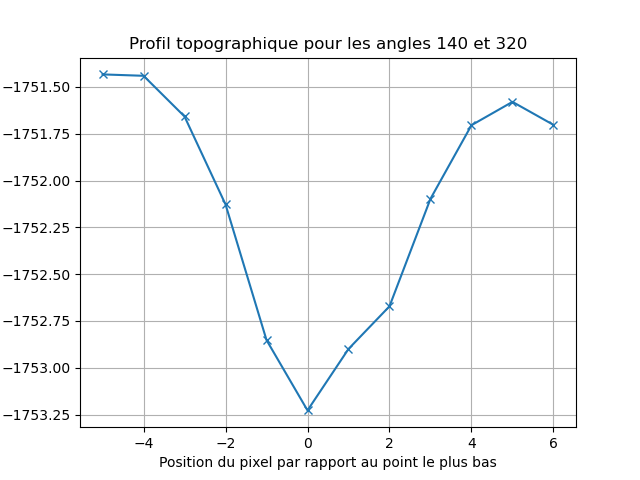 Profil topographique pour les angles 140 et 320
−1751.50
−1751.75
−1752.00
−1752.25
−1752.50
−1752.75
−1753.00
−1753.25
−4 −2 0 2 4 6
Position du pixel par rapport au point le plus bas